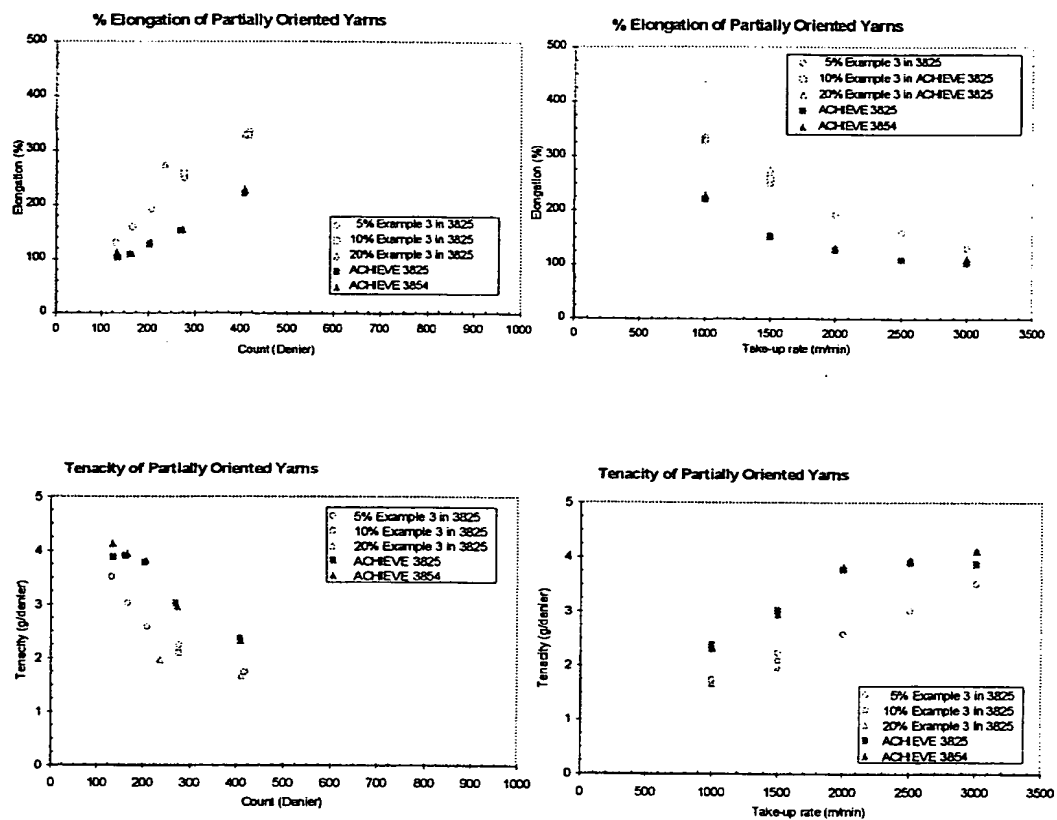 % Elongation of Partially Oriented Yarns
500
400
300
200
100
0
Elongation (%)
0 100 200 300 400 500 600 700 800 900 1000
Count (Denier)
5% Example 3 in 3825
10% Example 3 in 3825
20% Example 3 in 3825
ACHIEVE 3825
ACHIEVE 3854
% Elongation of Partially Oriented Yarns
500
400
300
200
100
0
Elongation (%)
0 500 1000 1500 2000 2500 3000 3500
Take-up rate (m/min)
5% Example 3 in 3825
10% Example 3 in ACHIEVE 3825
20% Example 3 in ACHIEVE 3825
ACHIEVE 3825
ACHIEVE 3854
Tenacity of Partially Oriented Yarns
5
4
3
2
1
0
Tenacity (g/denier)
0 100 200 300 400 500 600 700 800 900 1000
Count (Denier)
5% Example 3 in 3825
10% Example 3 in 3825
20% Example 3 in 3825
ACHIEVE 3825
ACHIEVE 3854
Tenacity of Partially Oriented Yarns
5
4
3
2
1
0
Tenacity (g/denier)
0 500 1000 1500 2000 2500 3000 3500
Take-up rate (m/min)
5% Example 3 in 3825
10% Example 3 in 3825
20% Example 3 in 3825
ACHIEVE 3825
ACHIEVE 3854